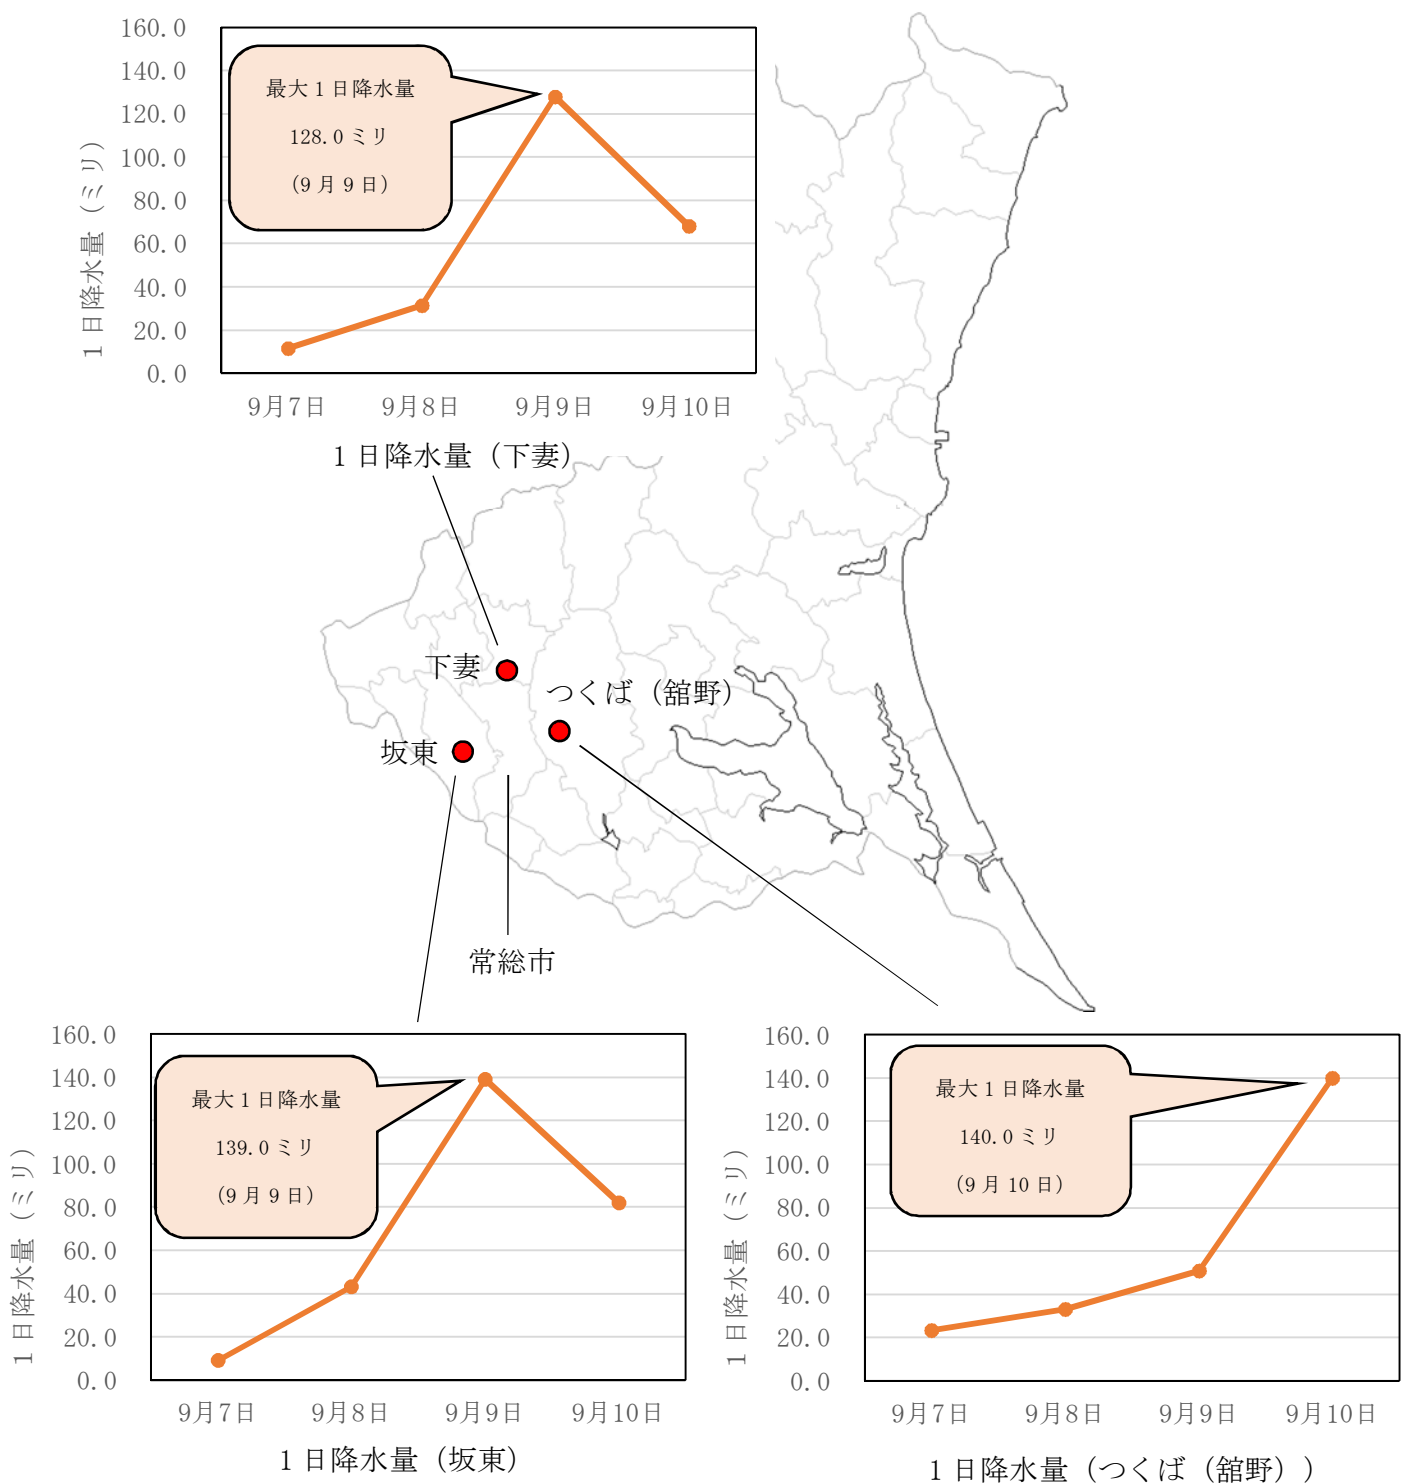 160.0
140.0
120.0
100.0
80.0
60.0
40.0
20.0
0.0
1日降水量（ミリ）
最大1日降水量
128.0ミリ
（9月9日）
9月7日 9月8日 9月9日 9月10日
1日降水量（下妻）
下妻
つくば（舘野）
坂東
常総市
160.0
140.0
120.0
100.0
80.0
60.0
40.0
20.0
0.0
1日降水量（ミリ）
最大1日降水量
139.0ミリ
（9月9日）
9月7日 9月8日 9月9日 9月10日
1日降水量（坂東）
160.0
140.0
120.0
100.0
80.0
60.0
40.0
20.0
0.0
1日降水量（ミリ）
最大1日降水量
140.0ミリ
（9月10日）
9月7日 9月8日 9月9日 9月10日
1日降水量（つくば（舘野））